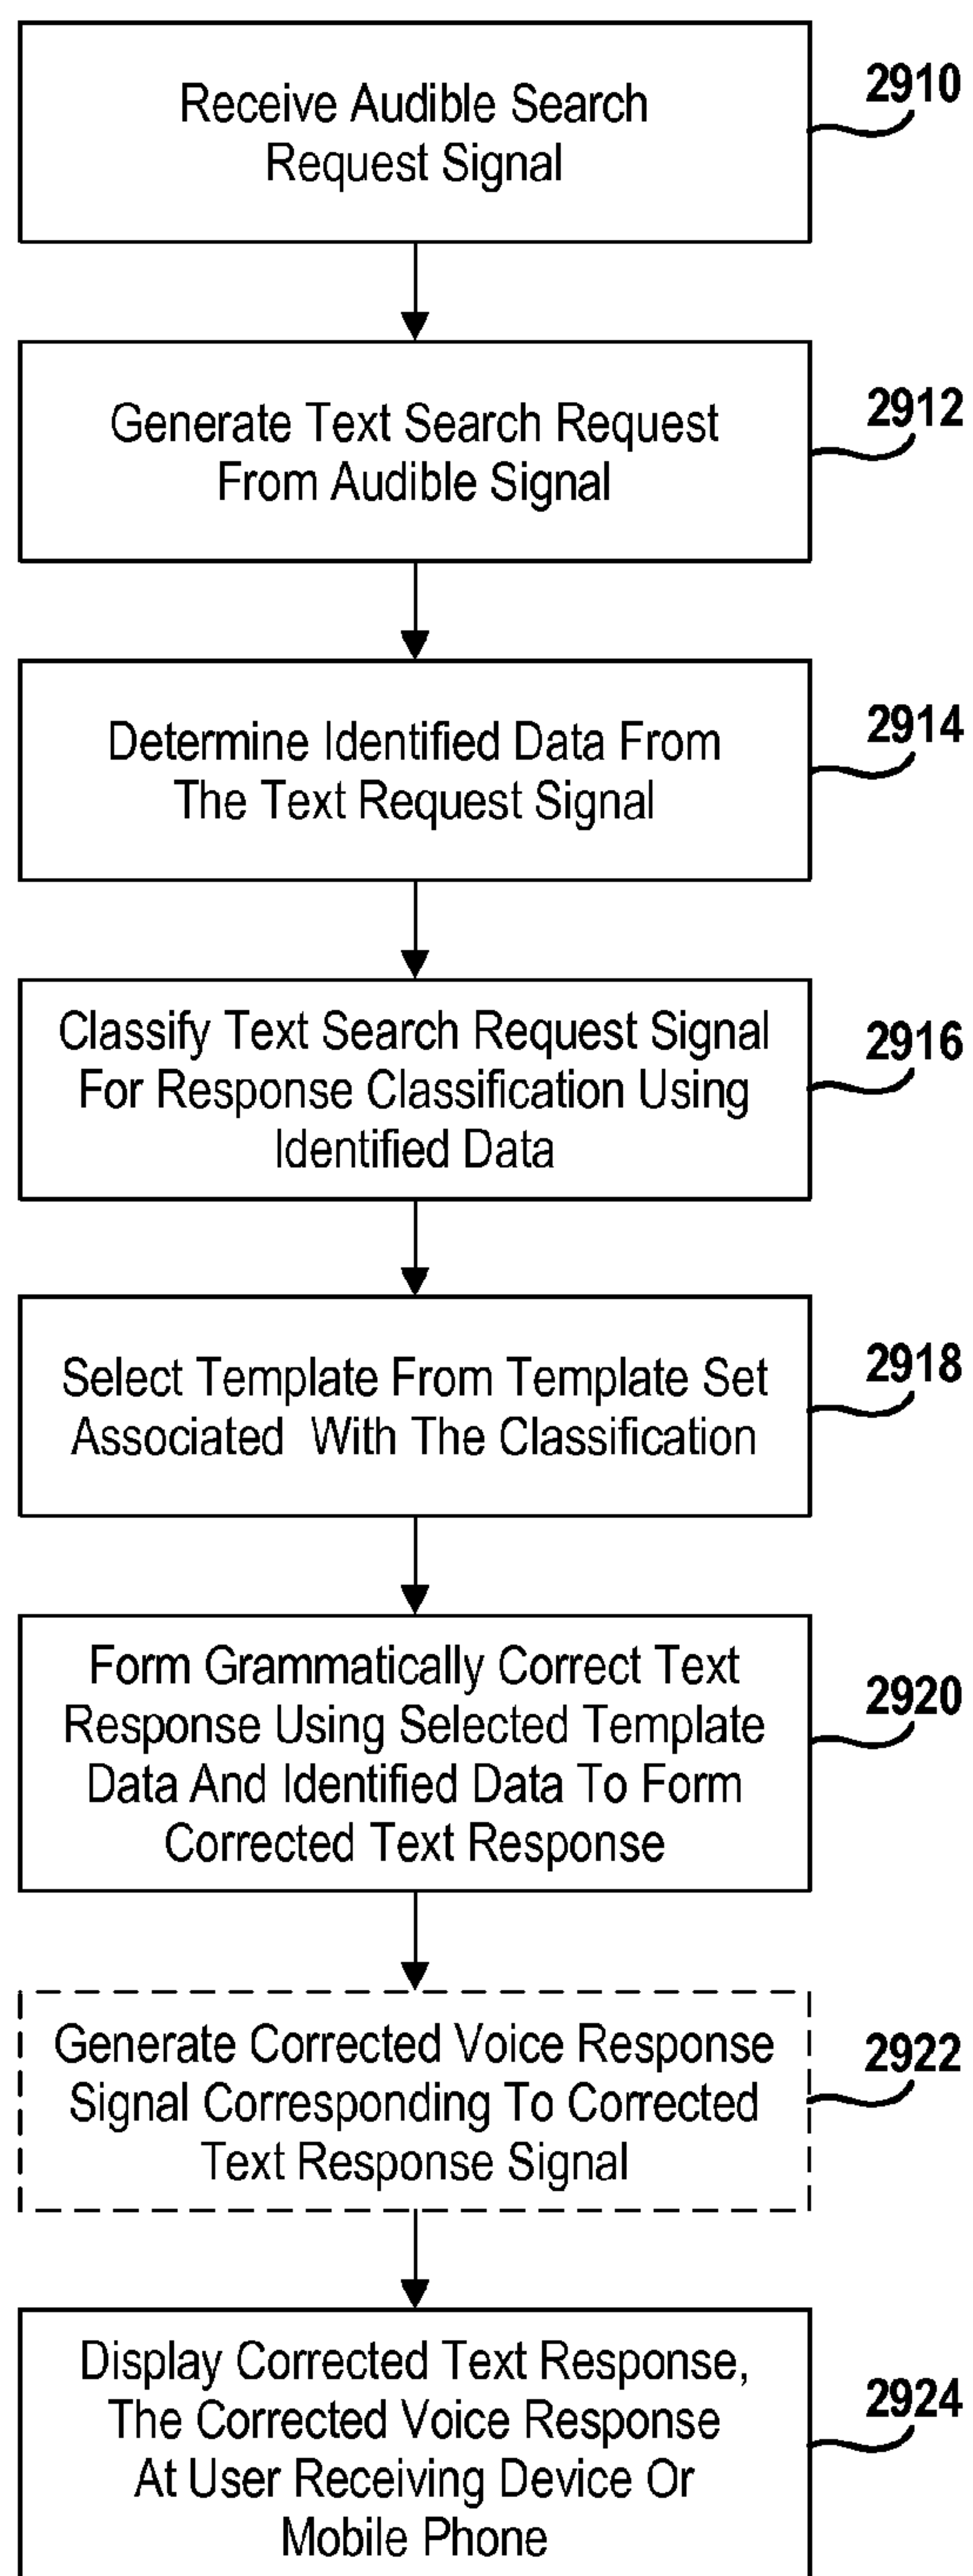 Receive Audible Search
Request Signal
2910
Generate Text Search Request
From Audible Signal
2912
Determine Identified Data From
The Text Request Signal
2914
Classify Text Search Request Signal
For Response Classification Using
Identified Data
2916
Select Template From Template Set
Associated With The Classification
2918
Form Grammatically Correct Text
Response Using Selected Template
Data And Identified Data To Form
Corrected Text Response
2920
Generate Corrected Voice Response
Signal Corresponding To Corrected
Text Response Signal
2922
Display Corrected Text Response,
The Corrected Voice Response
At User Receiving Device Or
Mobile Phone
2924